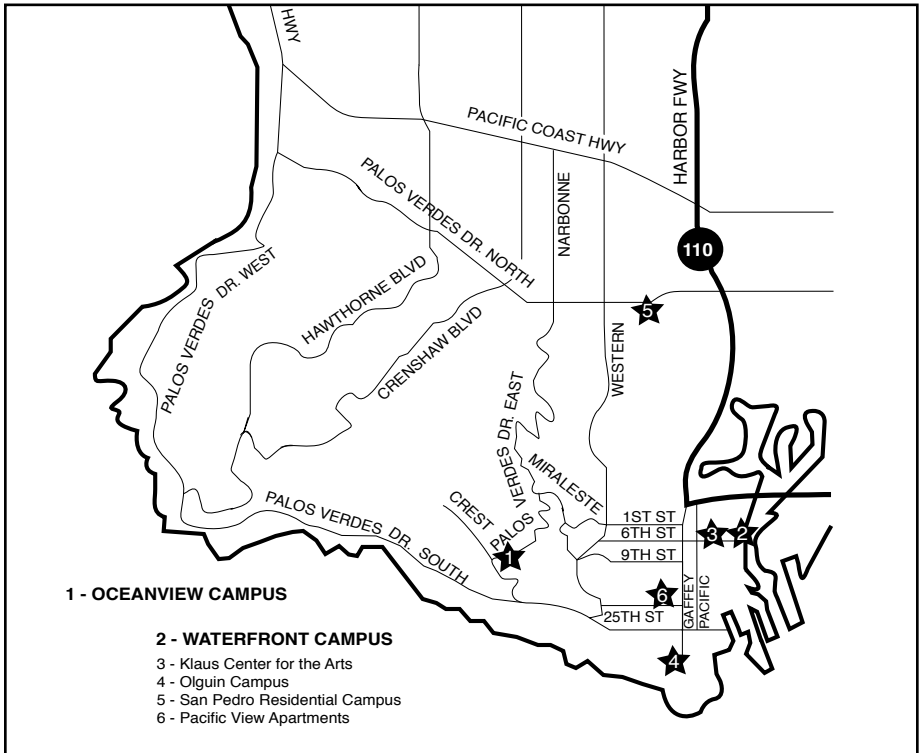 HWY
PACIFIC COAST HWY
HARBOR FWY
PALOS VERDES DR. NORTH
NARBONNE
110
PALOS VERDES DR. WEST
HAWTHORNE BLVD
CRENSHAW BLVD
5
WESTERN
PALOS VERDES DR. EAST
MIRALESTE
CREST
PALOS VERDES DR. SOUTH
1ST ST
6TH ST
3
2
9TH ST
1
6
25TH ST
GAFFEY
PACIFIC
4
1 - OCEANVIEW CAMPUS
2 - WATERFRONT CAMPUS
3 - Klaus Center for the Arts
4 - Olguin Campus
5 - San Pedro Residential Campus
6 - Pacific View Apartments